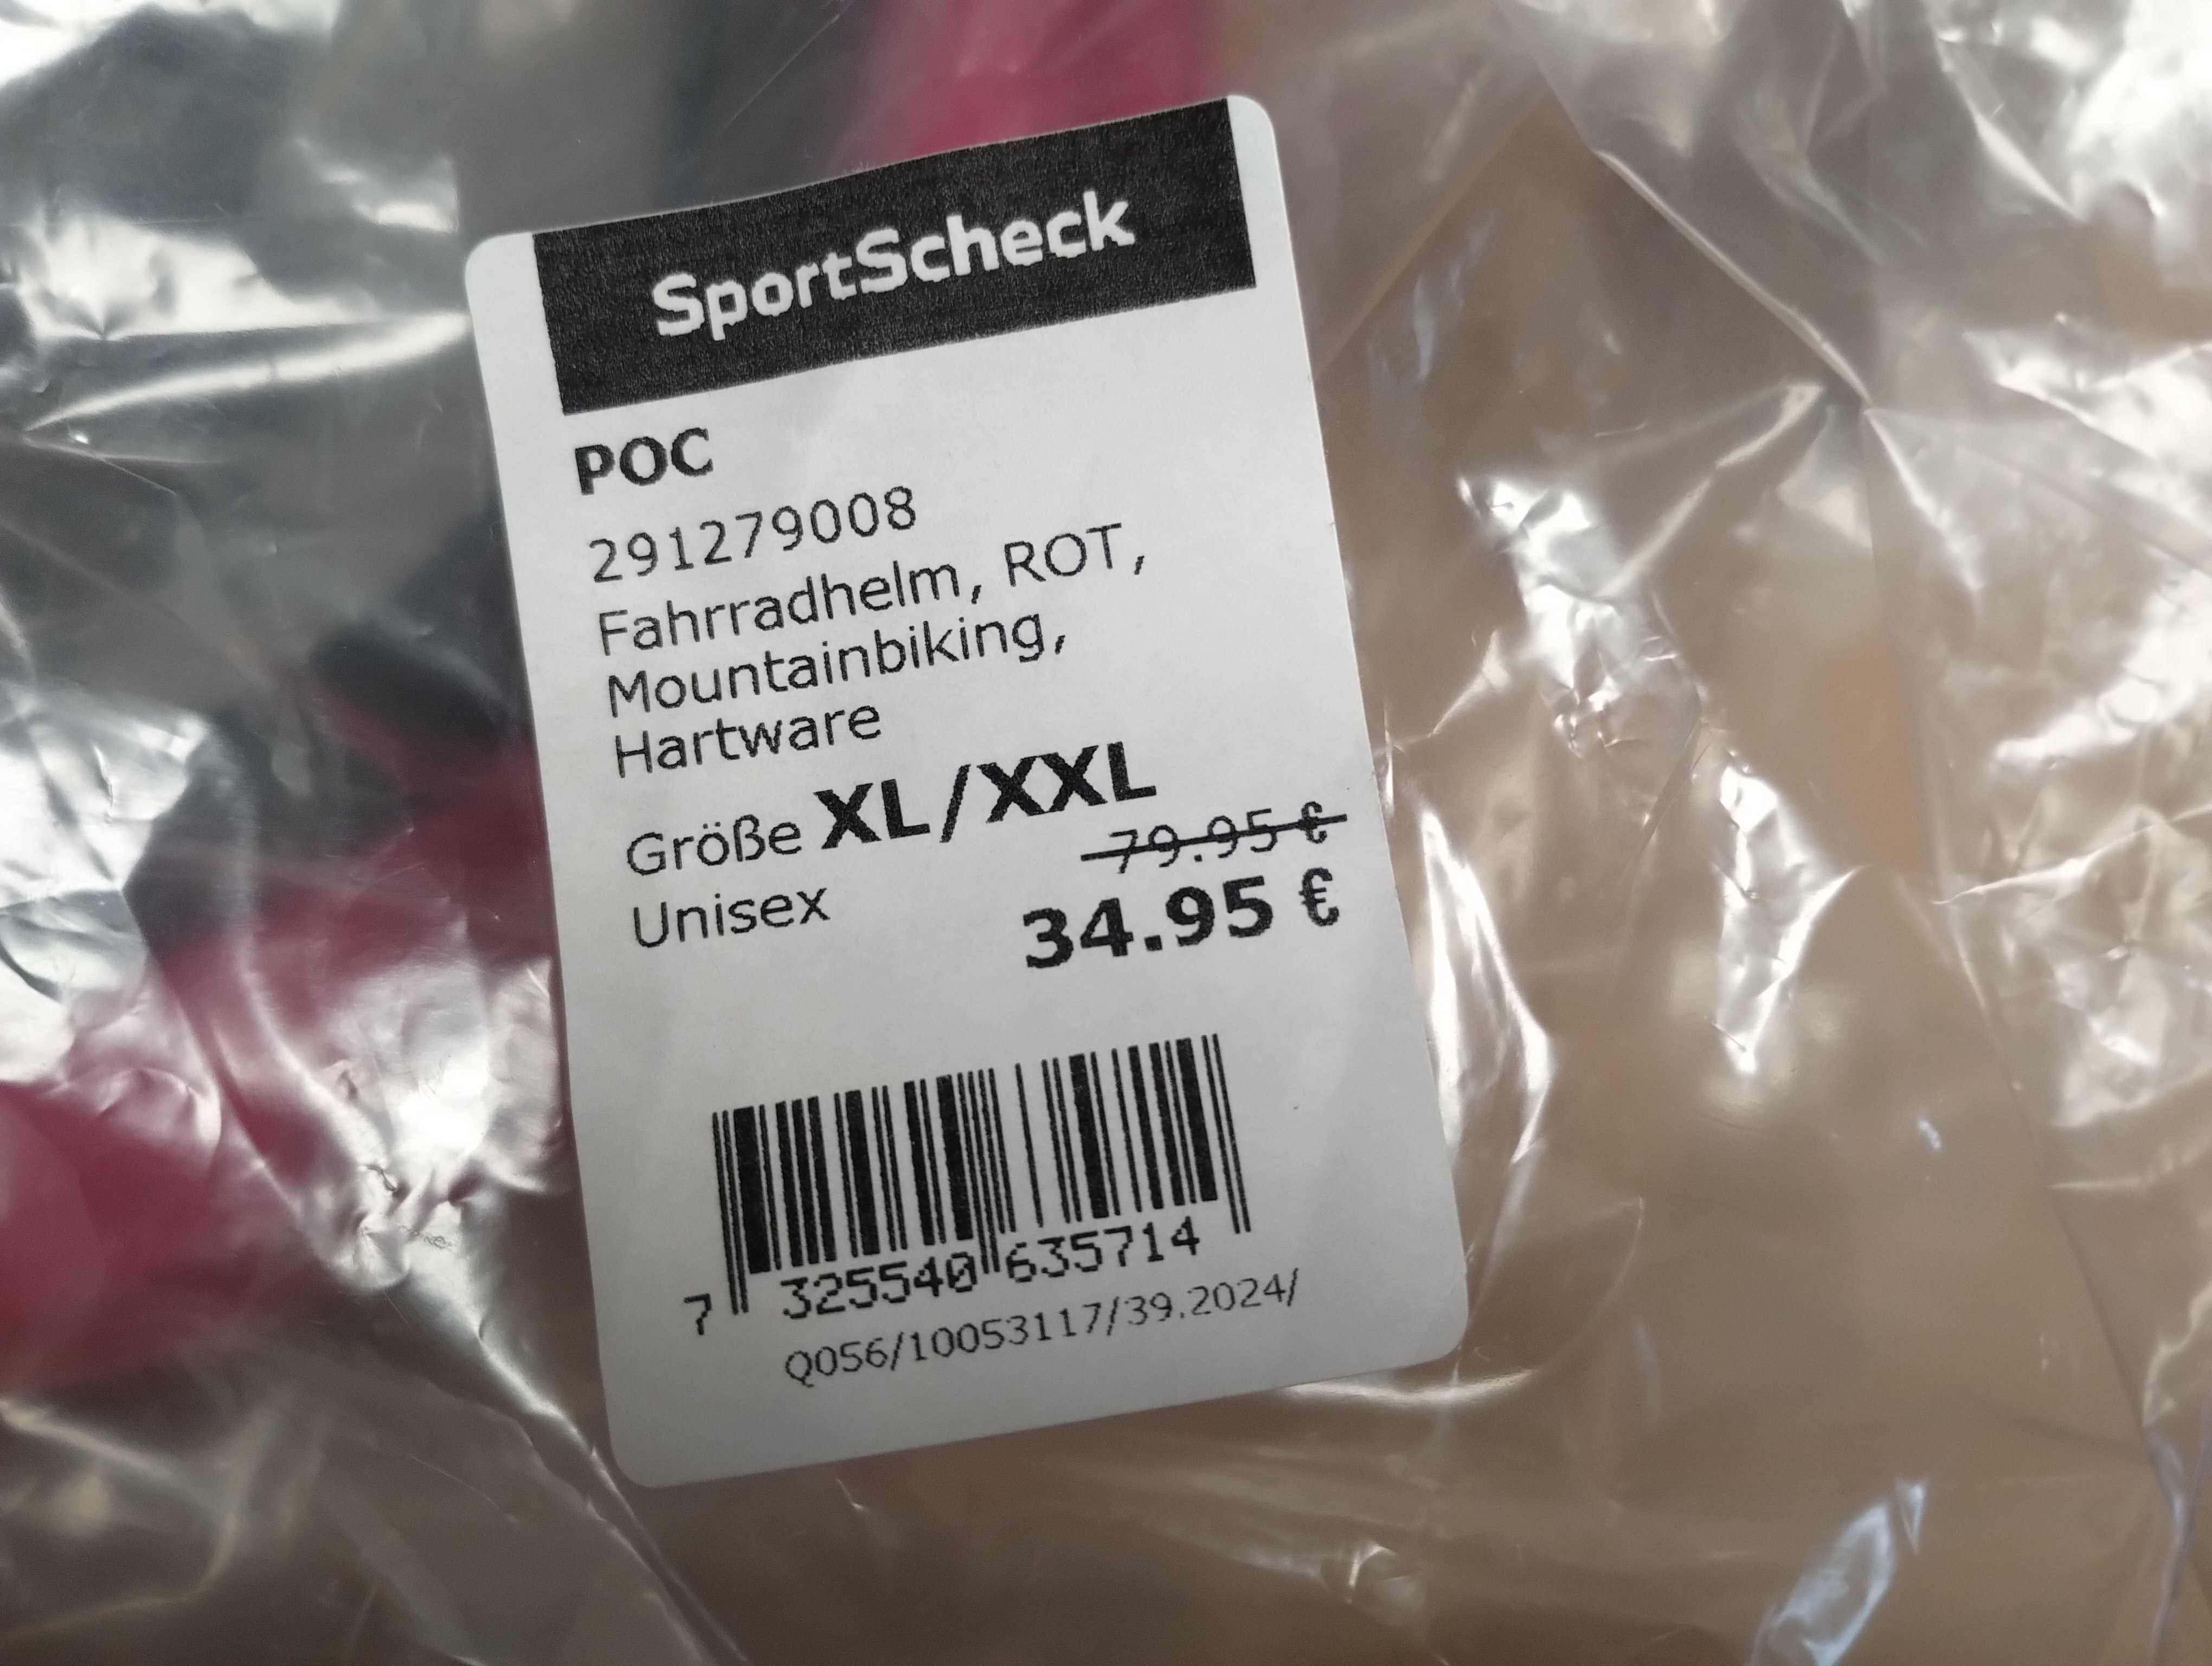 SportScheck
POC
291279008
Fahrradhelm, ROT,
Mountainbiking,
Hartware
Größe XL/XXL
79.95 €
Unisex
34.95 €
7 325540 635714
Q056/10053117/39.2024/